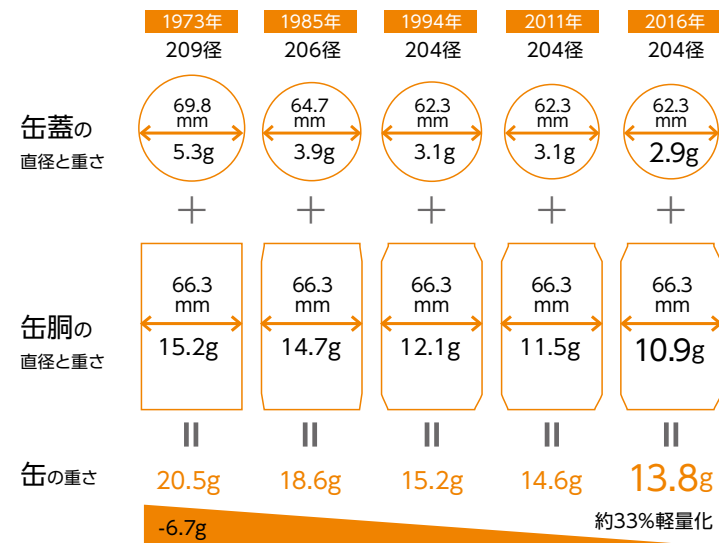 1973年 1985年 1994年 2011年 2016年
209径 206径 204径 204径 204径
缶蓋の
直径と重さ
69.8 64.7 62.3 62.3 62.3
mm mm mm mm mm
5.3g 3.9g 3.1g 3.1g 2.9g
+ + + + +
缶胴の
直径と重さ
66.3 66.3 66.3 66.3 66.3
mm mm mm mm mm
15.2g 14.7g 12.1g 11.5g 10.9g
缶の重さ 20.5g 18.6g 15.2g 14.6g 13.8g
-6.7g 約33%軽量化